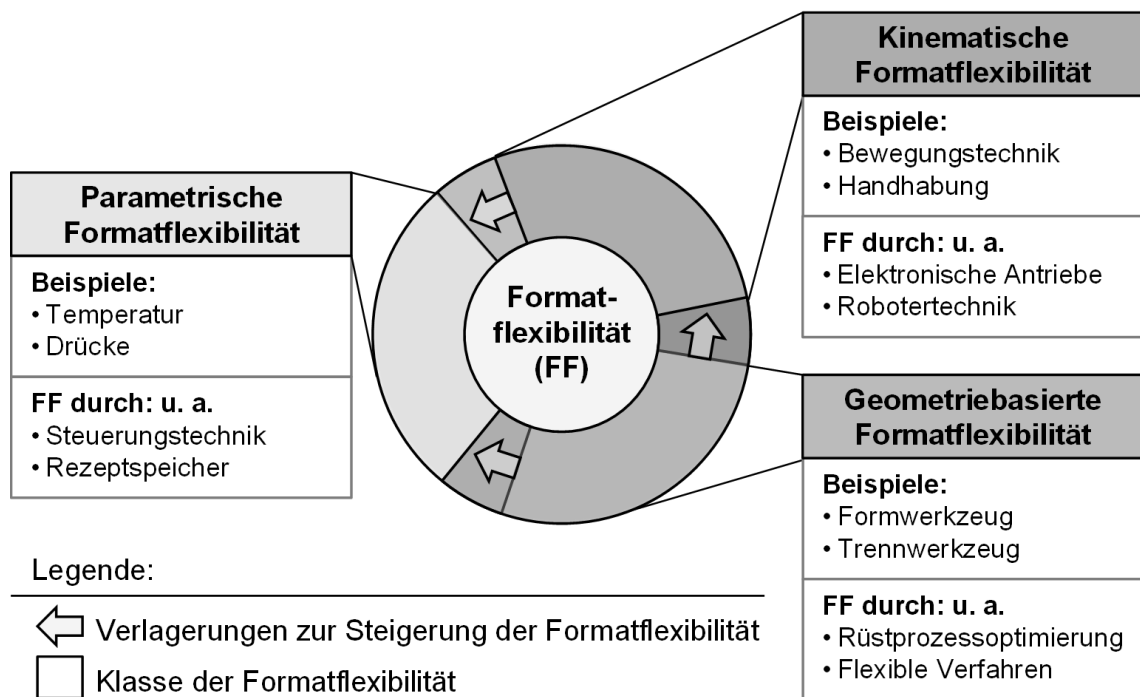 Kinematische
Formatflexibilität
Beispiele:
• Bewegungstechnik
• Handhabung
FF durch: u. a.
• Elektronische Antriebe
• Robotertechnik
Parametrische
Formatflexibilität
Beispiele:
• Temperatur
• Drücke
FF durch: u. a.
• Steuerungstechnik
• Rezeptspeicher
Format-
flexibilität
(FF)
Geometriebasierte
Formatflexibilität
Beispiele:
• Formwerkzeug
• Trennwerkzeug
FF durch: u. a.
• Rüstprozessoptimierung
• Flexible Verfahren
Legende:
Verlagerungen zur Steigerung der Formatflexibilität
Klasse der Formatflexibilität